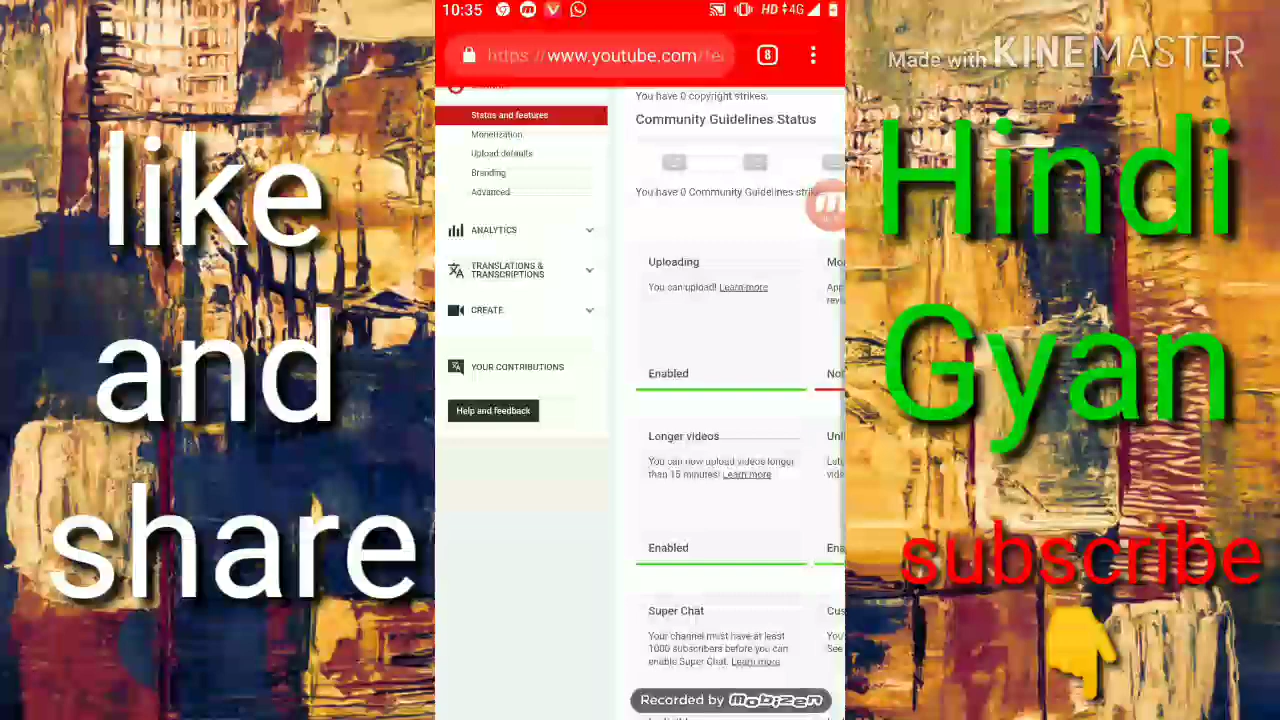 like
and
share
10:35
HD 4G
https://www.youtube.com/fe
8
You have 0 copyright strikes.
Status and features
Community Guidelines Status
Monetization
Upload defaults
Branding
You have 0 Community Guidelines strik
Advanced
ANALYTICS
TRANSLATIONS &
TRANSCRIPTIONS
CREATE
YOUR CONTRIBUTIONS
Help and feedback
Uploading
You can upload! Learn more
Enabled
Longer videos
You can now upload videos longer
than 15 minutes! Learn more
Enabled
Super Chat
Your channel must have at least
1000 subscribers before you can
enable Super Chat. Learn more
Recorded by Mobizen
Made with KINEMASTER
Hindi
Gyan
subscribe